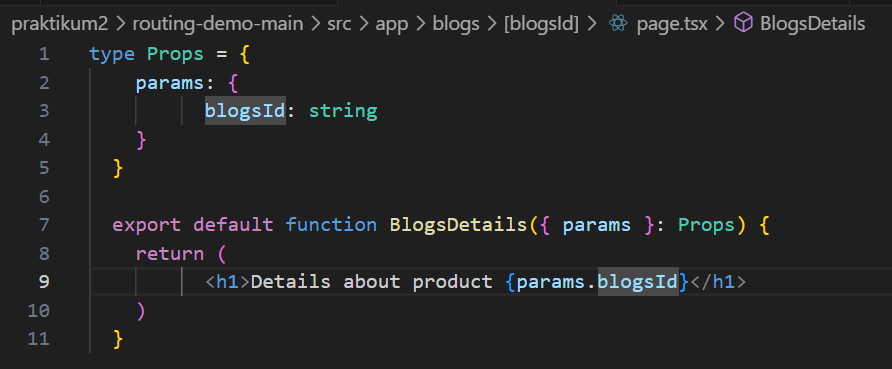 praktikum2 > routing-demo-main > src > app > blogs > [blogsId] > page.tsx > BlogsDetails
1 type Props = {
2 params: {
3 blogsId: string
4 }
5 }
6
7 export default function BlogsDetails({ params }: Props) {
8 return (
9 <h1>Details about product {params.blogsId}</h1>
10 )
11 }